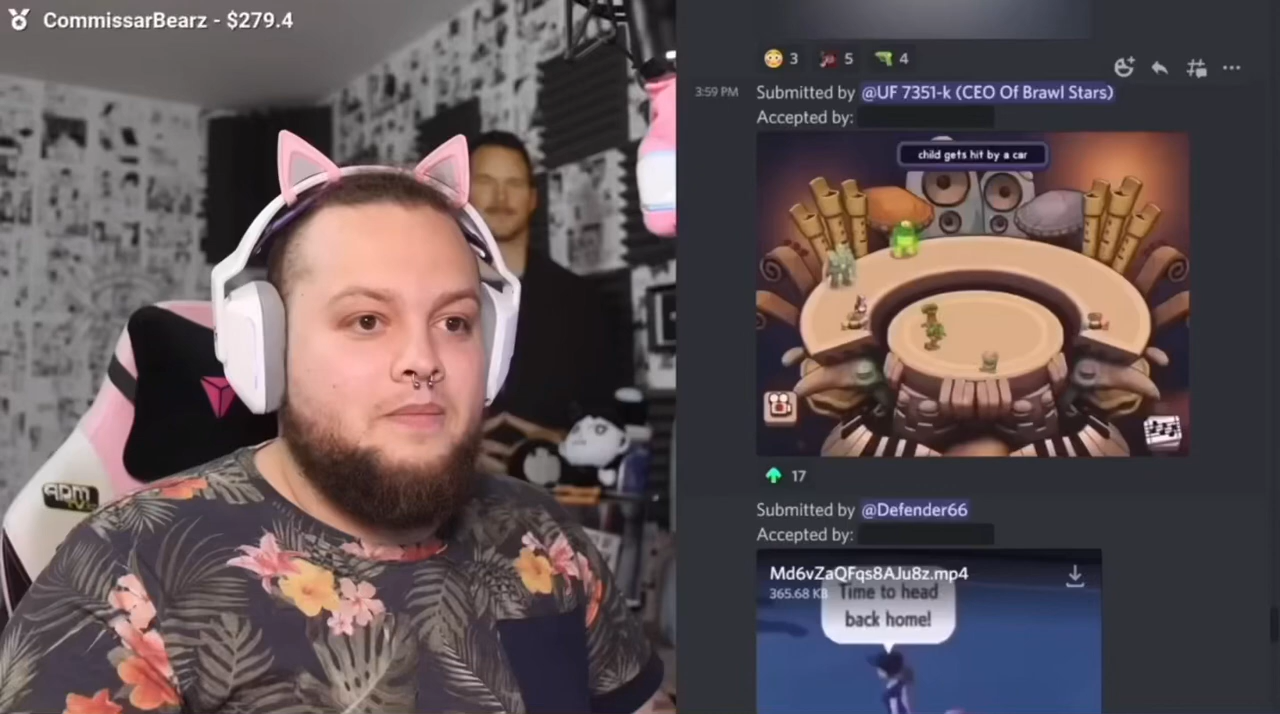 CommissarBearz - $279.4
3 5 4
3:59 PM Submitted by @UF 7351-k (CEO Of Brawl Stars)
Accepted by:
child gets hit by a car
17
Submitted by @Defender66
Accepted by:
Md6vZaQFqs8AJu8z.mp4
365.68 KB
Time to head
back home!